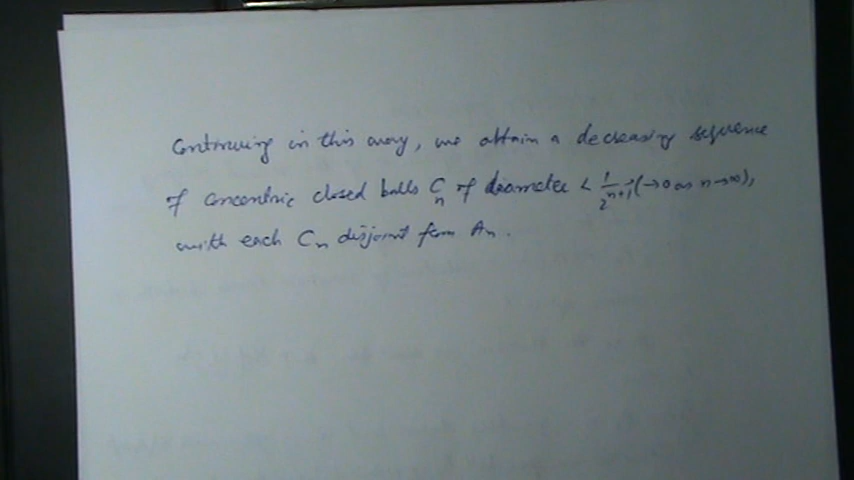 Continuing in this way, we obtain a decreasing sequence
of concentric closed balls Cₙ of diameter < 1/2ⁿ⁺¹ (→0 as n→∞),
with each Cₙ disjoint from Aₙ.